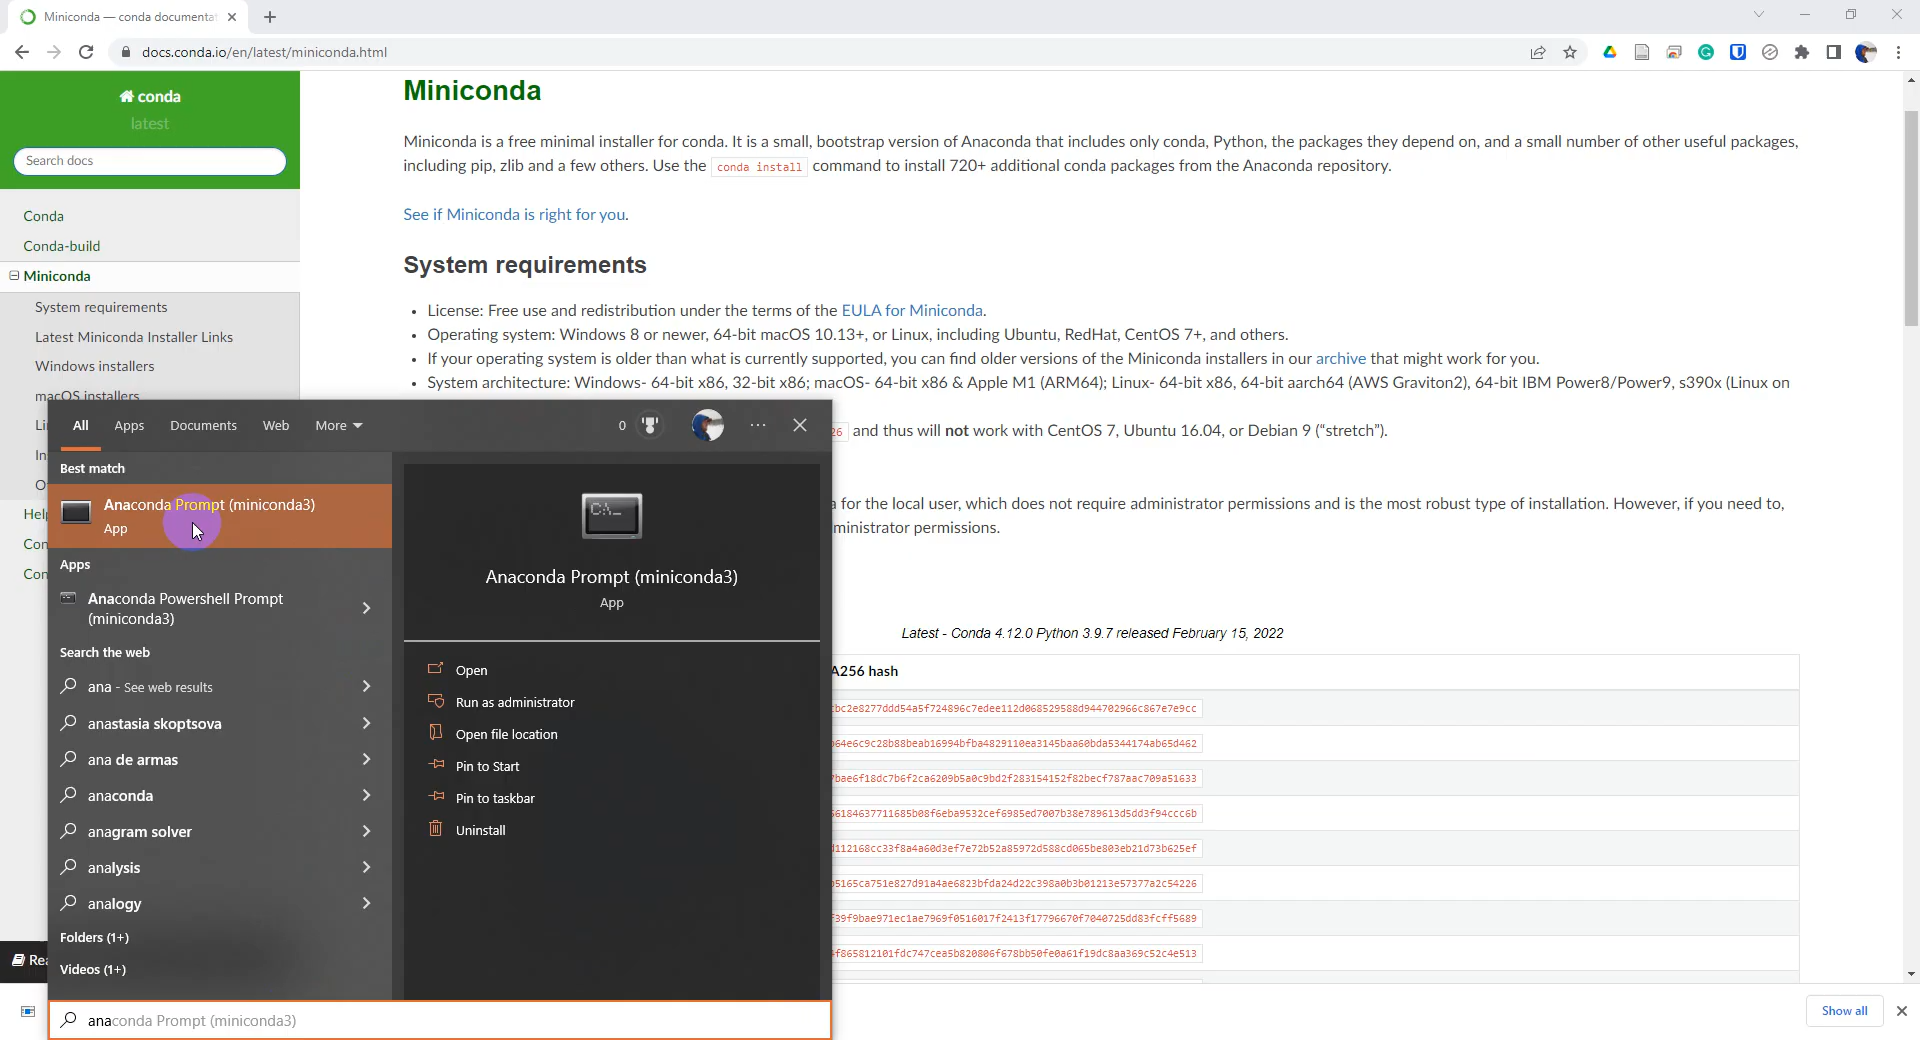 Miniconda — conda documentat
docs.conda.io/en/latest/miniconda.html
conda
latest
Search docs
Conda
Conda-build
Miniconda
System requirements
Latest Miniconda Installer Links
Windows installers
macOS installers
Miniconda
Miniconda is a free minimal installer for conda. It is a small, bootstrap version of Anaconda that includes only conda, Python, the packages they depend on, and a small number of other useful packages,
including pip, zlib and a few others. Use the conda install command to install 720+ additional conda packages from the Anaconda repository.
See if Miniconda is right for you.
System requirements
• License: Free use and redistribution under the terms of the EULA for Miniconda.
• Operating system: Windows 8 or newer, 64-bit macOS 10.13+, or Linux, including Ubuntu, RedHat, CentOS 7+, and others.
• If your operating system is older than what is currently supported, you can find older versions of the Miniconda installers in our archive that might work for you.
• System architecture: Windows- 64-bit x86, 32-bit x86; macOS- 64-bit x86 & Apple M1 (ARM64); Linux- 64-bit x86, 64-bit aarch64 (AWS Graviton2), 64-bit IBM Power8/Power9, s390x (Linux on
26 and thus will not work with CentOS 7, Ubuntu 16.04, or Debian 9 (“stretch”).
a for the local user, which does not require administrator permissions and is the most robust type of installation. However, if you need to,
ministrator permissions.
Latest - Conda 4.12.0 Python 3.9.7 released February 15, 2022
A256 hash
All Apps Documents Web More 0
Best match
Anaconda Prompt (miniconda3)
App
Apps
Anaconda Powershell Prompt
(miniconda3)
Search the web
ana - See web results
anastasia skoptsova
ana de armas
anaconda
anagram solver
analysis
analogy
Folders (1+)
Videos (1+)
anaconda Prompt (miniconda3)
Anaconda Prompt (miniconda3)
App
Open
Run as administrator
Open file location
Pin to Start
Pin to taskbar
Uninstall
Li
In
O
Help
Con
Con
Rea
Show all